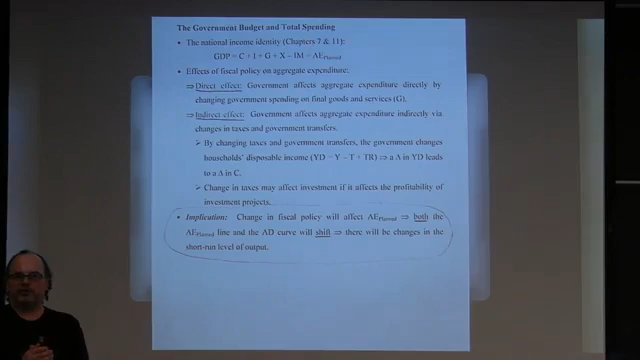 The Government Budget and Total Spending
• The national income identity (Chapters 7 & 11):
GDP = C + I + G + X – IM = AEPlanned
• Effects of fiscal policy on aggregate expenditure:
⇒ Direct effect: Government affects aggregate expenditure directly by
changing government spending on final goods and services (G).
⇒ Indirect effect: Government affects aggregate expenditure indirectly via
changes in taxes and government transfers.
➢ By changing taxes and government transfers, the government changes
households' disposable income (YD = Y – T + TR) ⇒ a Δ in YD leads
to a Δ in C.
➢ Change in taxes may affect investment if it affects the profitability of
investment projects.
• Implication: Change in fiscal policy will affect AEPlanned ⇒ both the
AEPlanned line and the AD curve will shift ⇒ there will be changes in the
short-run level of output.